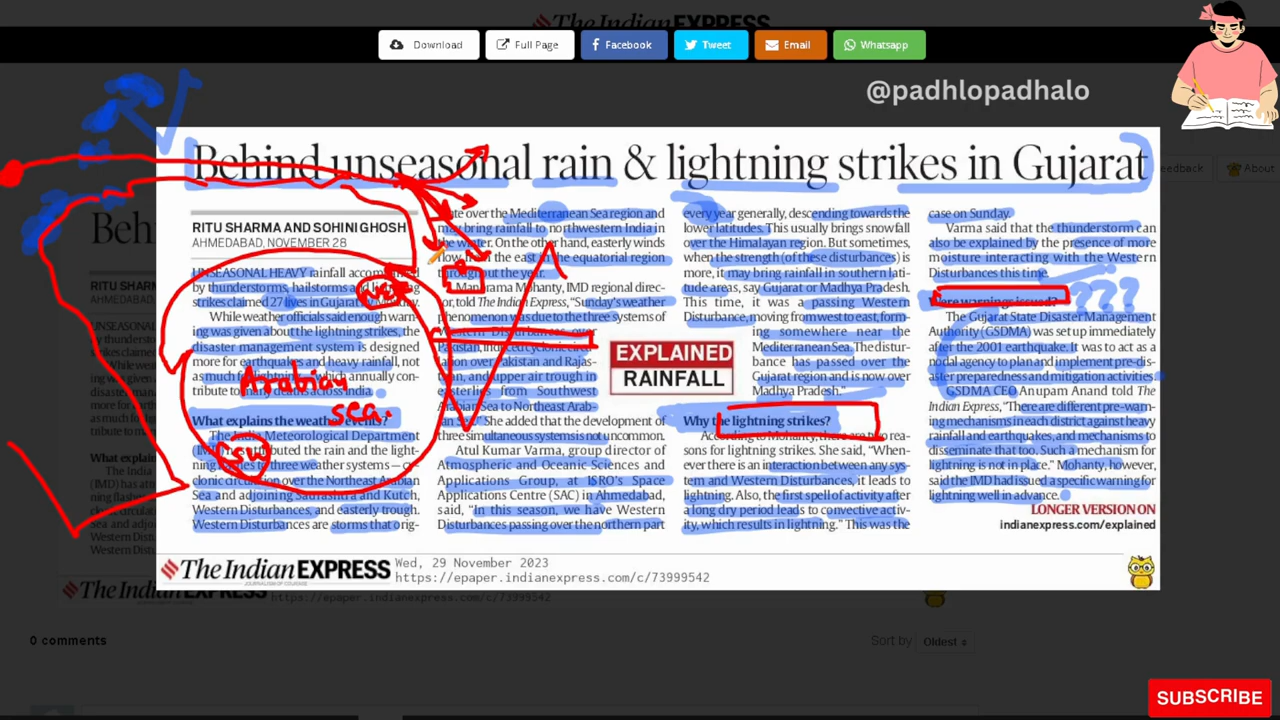 The Indian EXPRESS
Download
Full Page
Facebook
Tweet
Email
Whatsapp
@padhlopadhalo
Behind unseasonal rain & lightning strikes in Gujarat
RITU SHARMA AND SOHINI GHOSH
AHMEDABAD, NOVEMBER 28
UNSEASONAL HEAVY rainfall accompanied
by thunderstorms, hailstorms and
strikes claimed 27 lives in Gujarat
While weather officials said enough warn-
ing was given about the lightning strikes, the
disaster management system is designed
more for earthquakes and heavy rainfall, not
as much for which annually con-
tribute to many deaths across India.
What explains the weather events?
The India Meteorological Department
the rain and the light-
ning to three weather systems —
clonic circulation over the Northeast Arabian
Sea and adjoining Saurashtra and Kutch,
Western Disturbances, and easterly trough.
Western Disturbances are storms that orig-
inate over the Mediterranean Sea region and
may bring rainfall to northwestern India in
the winter. On the other hand, easterly winds
flow from the east in the equatorial region
throughout the year.
Manorama Mohanty, IMD regional direc-
tor, told The Indian Express, "Sunday's weather
phenomenon was due to the three systems of
Western Disturbances over
Pakistan, induced cyclonic circu-
lation over Pakistan and Rajas-
than, and upper air trough in
easterlies from Southwest
Arabian Sea to Northeast Arab-
ian Sea." She added that the development of
three simultaneous systems is not uncommon.
Atul Kumar Varma, group director of
Atmospheric and Oceanic Sciences and
Applications Group, at ISRO's Space
Applications Centre (SAC) in Ahmedabad,
said, "In this season, we have Western
Disturbances passing over the northern part
every year generally, descending towards the
lower latitudes. This usually brings snowfall
over the Himalayan region. But sometimes,
when the strength (of these disturbances) is
more, it may bring rainfall in southern lati-
tude areas, say Gujarat or Madhya Pradesh.
This time, it was a passing Western
Disturbance, moving from west to east, form-
ing somewhere near the
Mediterranean Sea. The distur-
bance has passed over the
Gujarat region and is now over
Madhya Pradesh."
EXPLAINED
RAINFALL
Why the lightning strikes?
According to Mohanty, there are two rea-
sons for lightning strikes. She said, "When-
ever there is an interaction between any sys-
tem and Western Disturbances, it leads to
lightning. Also, the first spell of activity after
a long dry period leads to convective activ-
ity, which results in lightning." This was the
case on Sunday.
Varma said that the thunderstorm can
also be explained by the presence of more
moisture interacting with the Western
Disturbances this time.
Were warnings issued?
???
The Gujarat State Disaster Management
Authority (GSDMA) was set up immediately
after the 2001 earthquake. It was to act as a
nodal agency to plan and implement pre-dis-
aster preparedness and mitigation activities.
GSDMA CEO Anupam Anand told The
Indian Express, "There are different pre-warn-
ing mechanisms in each district against heavy
rainfall and earthquakes, and mechanisms to
disseminate that too. Such a mechanism for
lightning is not in place." Mohanty, however,
said the IMD had issued a specific warning for
lightning well in advance.
LONGER VERSION ON
indianexpress.com/explained
Arabian
sea.
The Indian EXPRESS
JOURNALISM OF COURAGE
Wed, 29 November 2023
https://epaper.indianexpress.com/c/73999542
0 comments
Sort by
Oldest
SUBSCRIBE